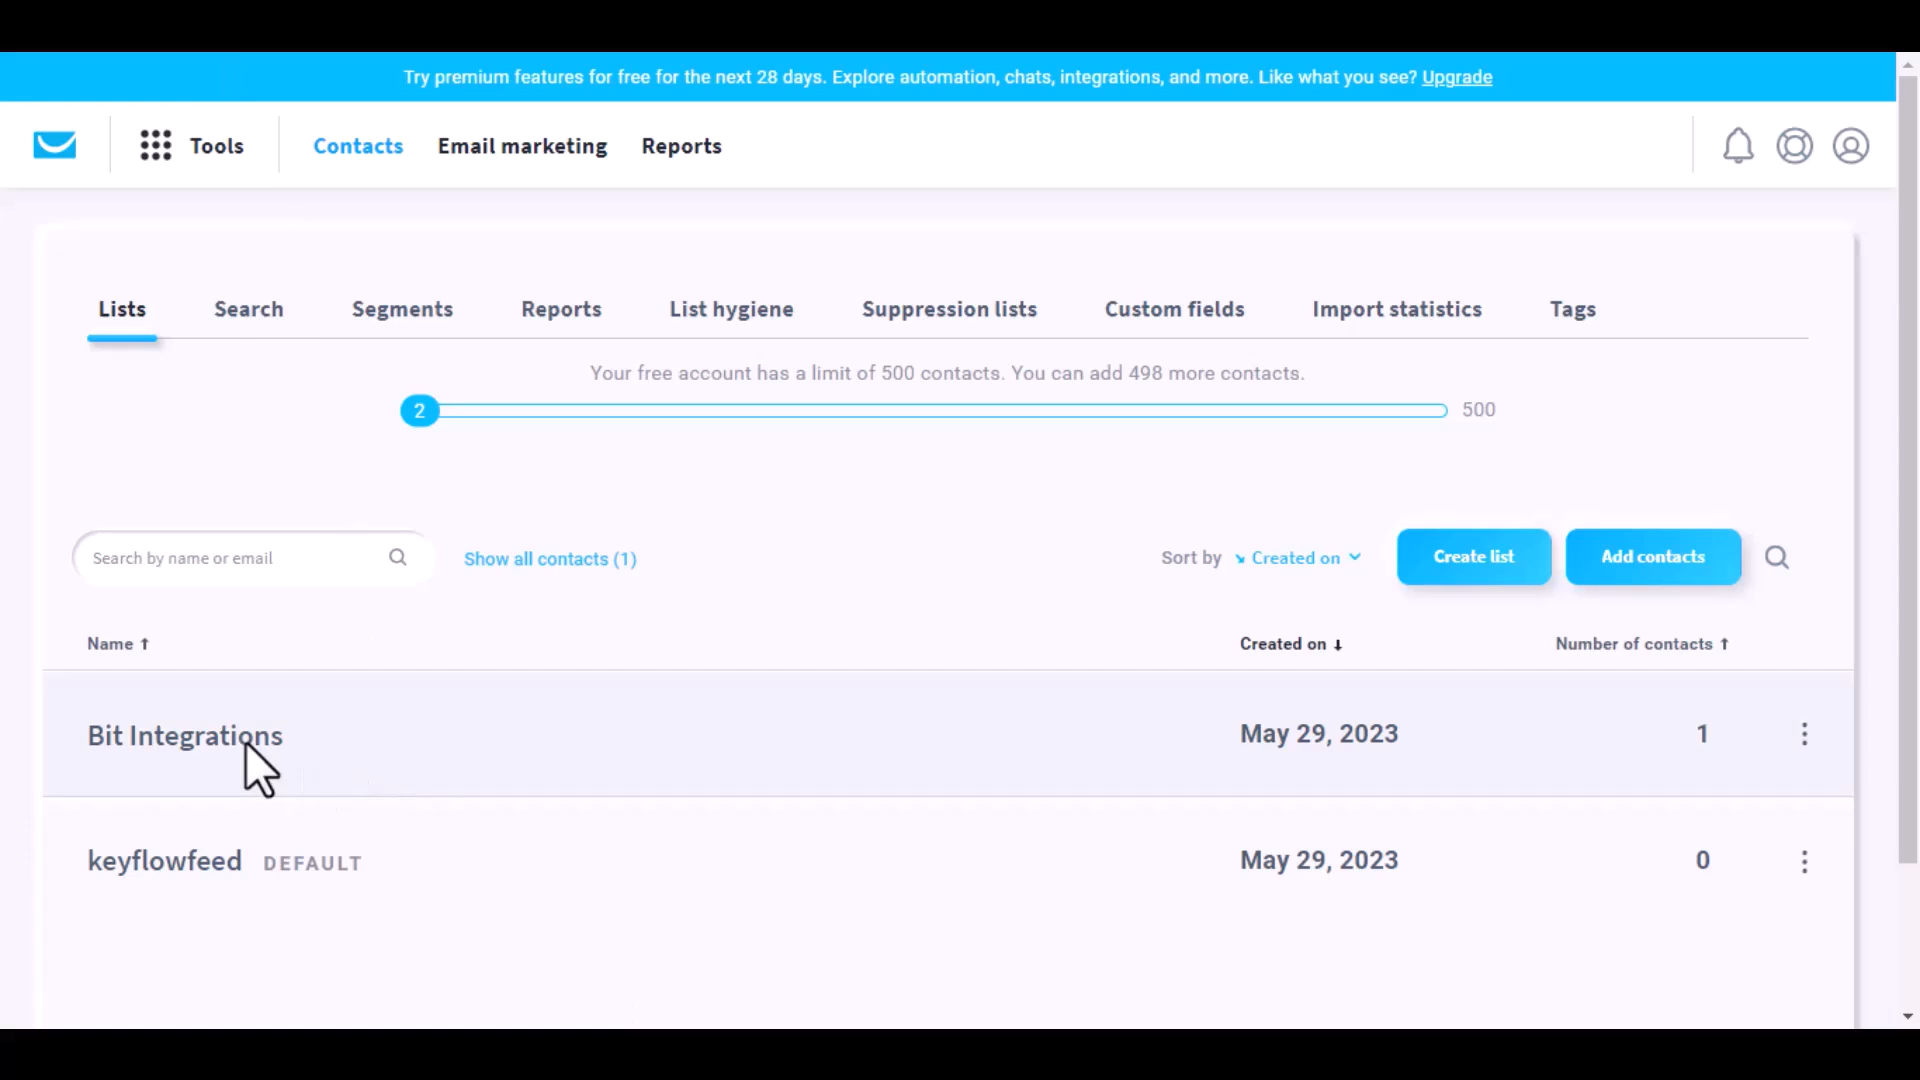 Try premium features for free for the next 28 days. Explore automation, chats, integrations, and more. Like what you see? Upgrade
Tools Contacts Email marketing Reports
Lists Search Segments Reports List hygiene Suppression lists Custom fields Import statistics Tags
Your free account has a limit of 500 contacts. You can add 498 more contacts.
2 500
Search by name or email Show all contacts (1) Sort by Created on Create list Add contacts
Name ↑ Created on ↓ Number of contacts ↑
Bit Integrations May 29, 2023 1
keyflowfeed DEFAULT May 29, 2023 0